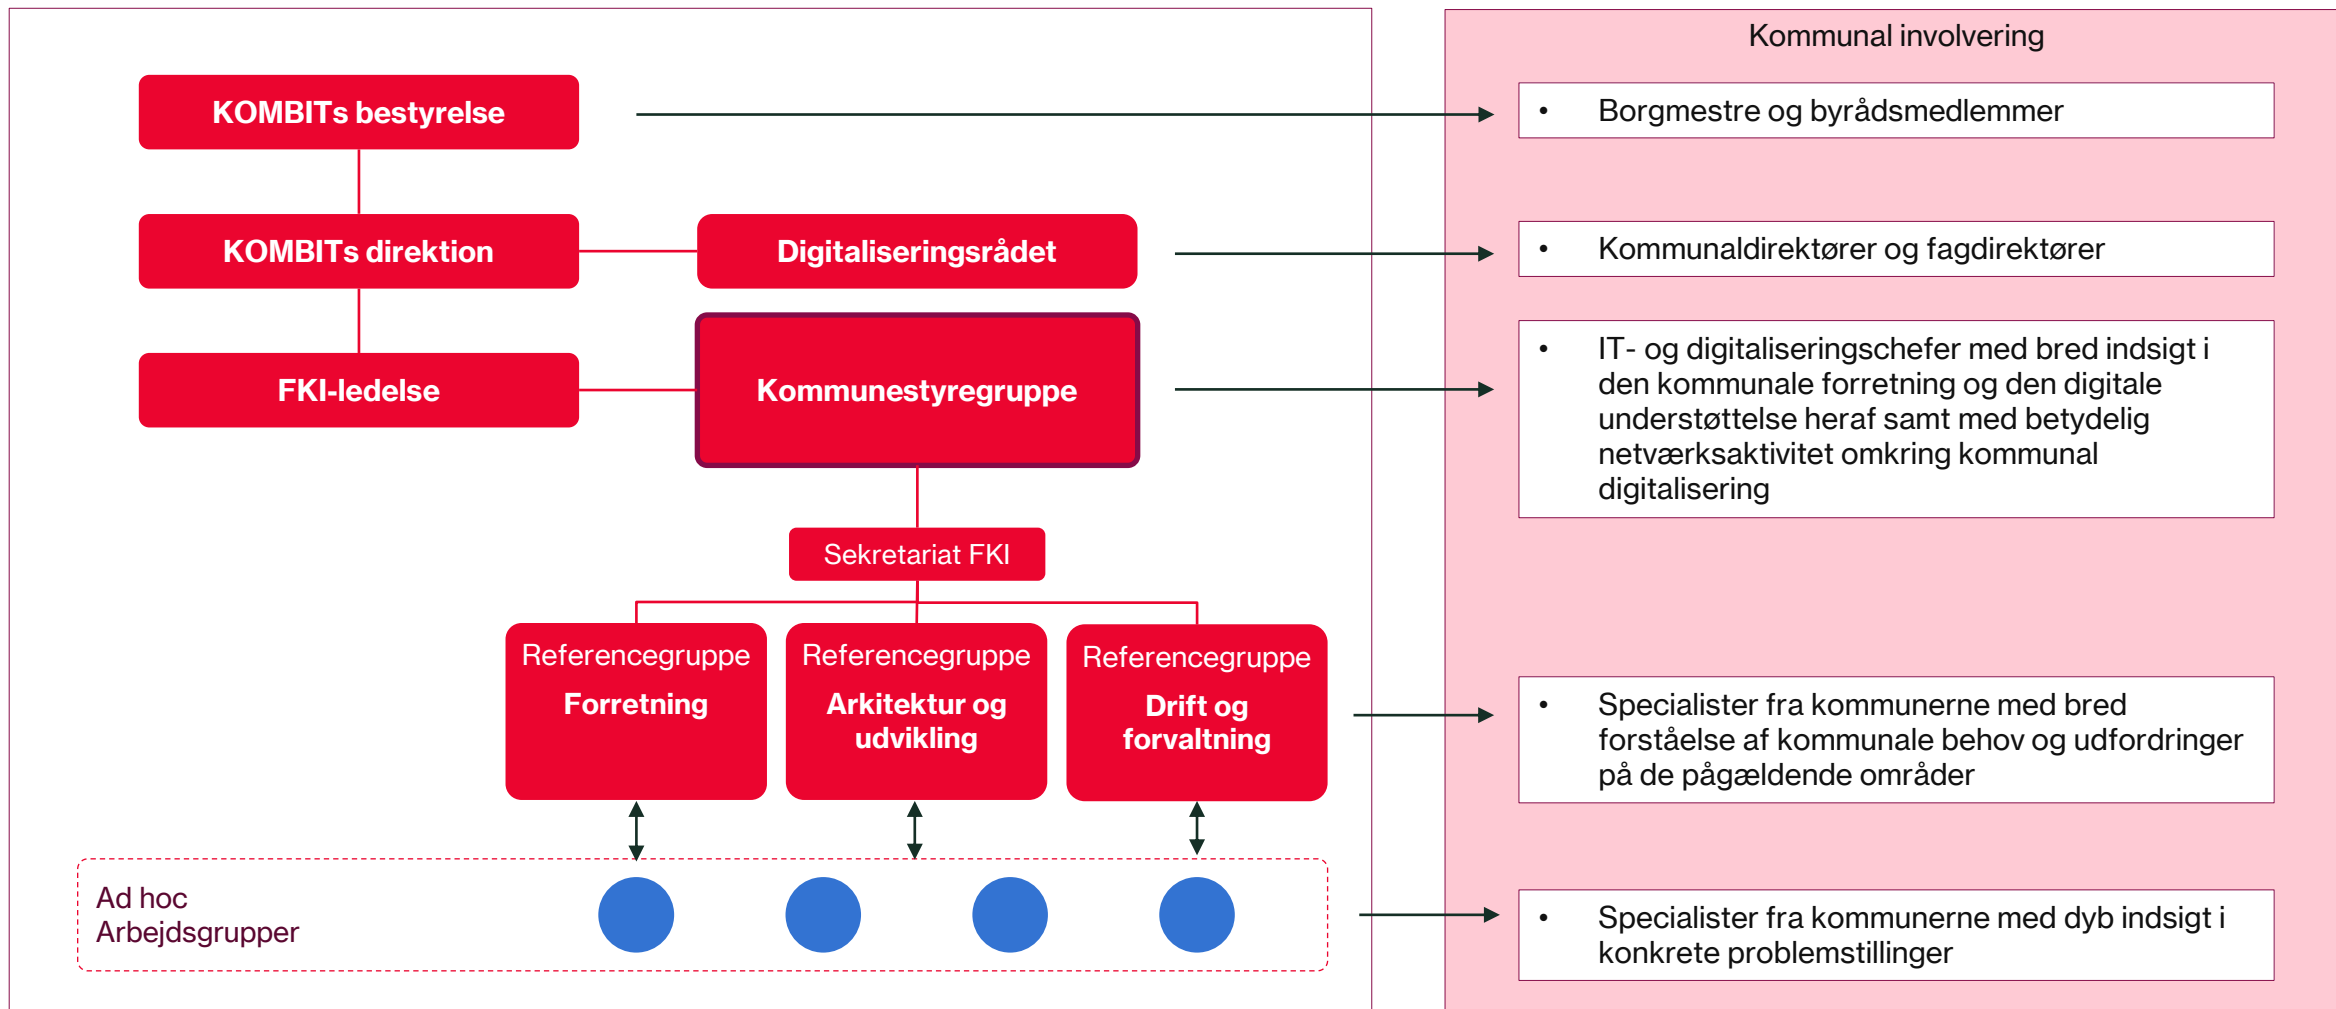 Kommunal involvering
KOMBITs bestyrelse
• Borgmestre og byrådsmedlemmer
KOMBITs direktion
Digitaliseringsrådet
• Kommunaldirektører og fagdirektører
FKI-ledelse
Kommunestyregruppe
• IT- og digitaliseringschefer med bred indsigt i
den kommunale forretning og den digitale
understøttelse heraf samt med betydelig
netværksaktivitet omkring kommunal
digitalisering
Sekretariat FKI
Referencegruppe
Forretning
Referencegruppe
Arkitektur og
udvikling
Referencegruppe
Drift og
forvaltning
• Specialister fra kommunerne med bred
forståelse af kommunale behov og udfordringer
på de pågældende områder
Ad hoc
Arbejdsgrupper
• Specialister fra kommunerne med dyb indsigt i
konkrete problemstillinger